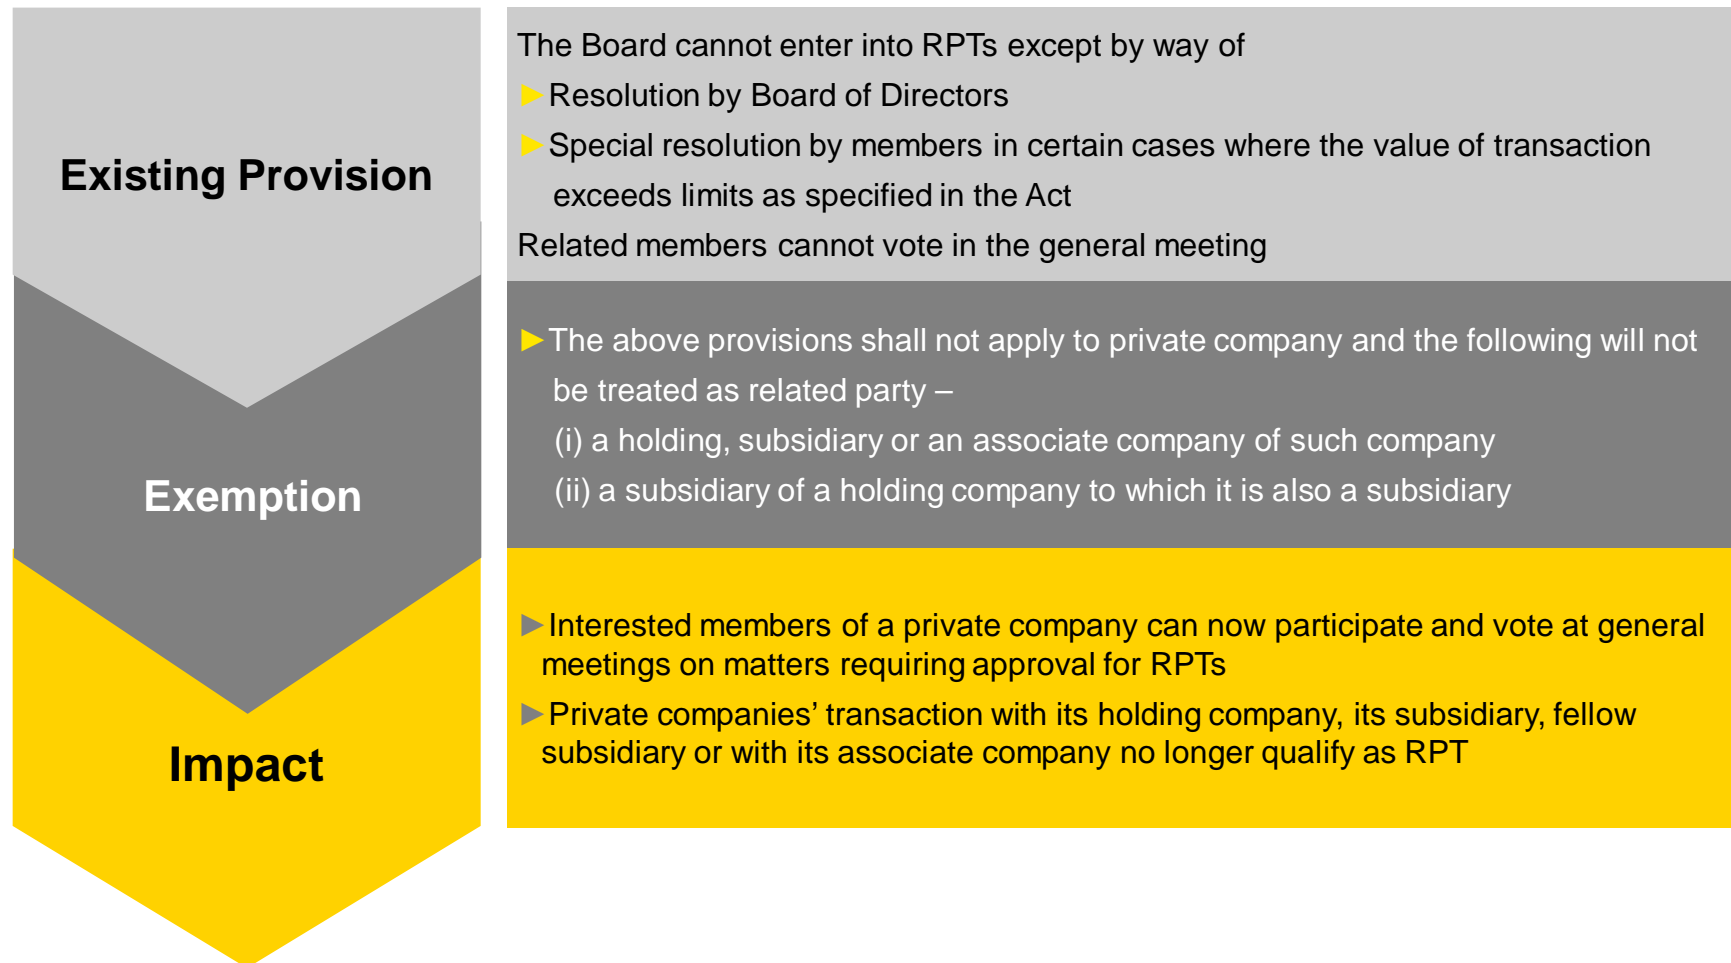 Existing Provision
The Board cannot enter into RPTs except by way of
►Resolution by Board of Directors
►Special resolution by members in certain cases where the value of transaction
exceeds limits as specified in the Act
Related members cannot vote in the general meeting
Exemption
►The above provisions shall not apply to private company and the following will not
be treated as related party –
(i) a holding, subsidiary or an associate company of such company
(ii) a subsidiary of a holding company to which it is also a subsidiary
Impact
►Interested members of a private company can now participate and vote at general
meetings on matters requiring approval for RPTs
►Private companies’ transaction with its holding company, its subsidiary, fellow
subsidiary or with its associate company no longer qualify as RPT